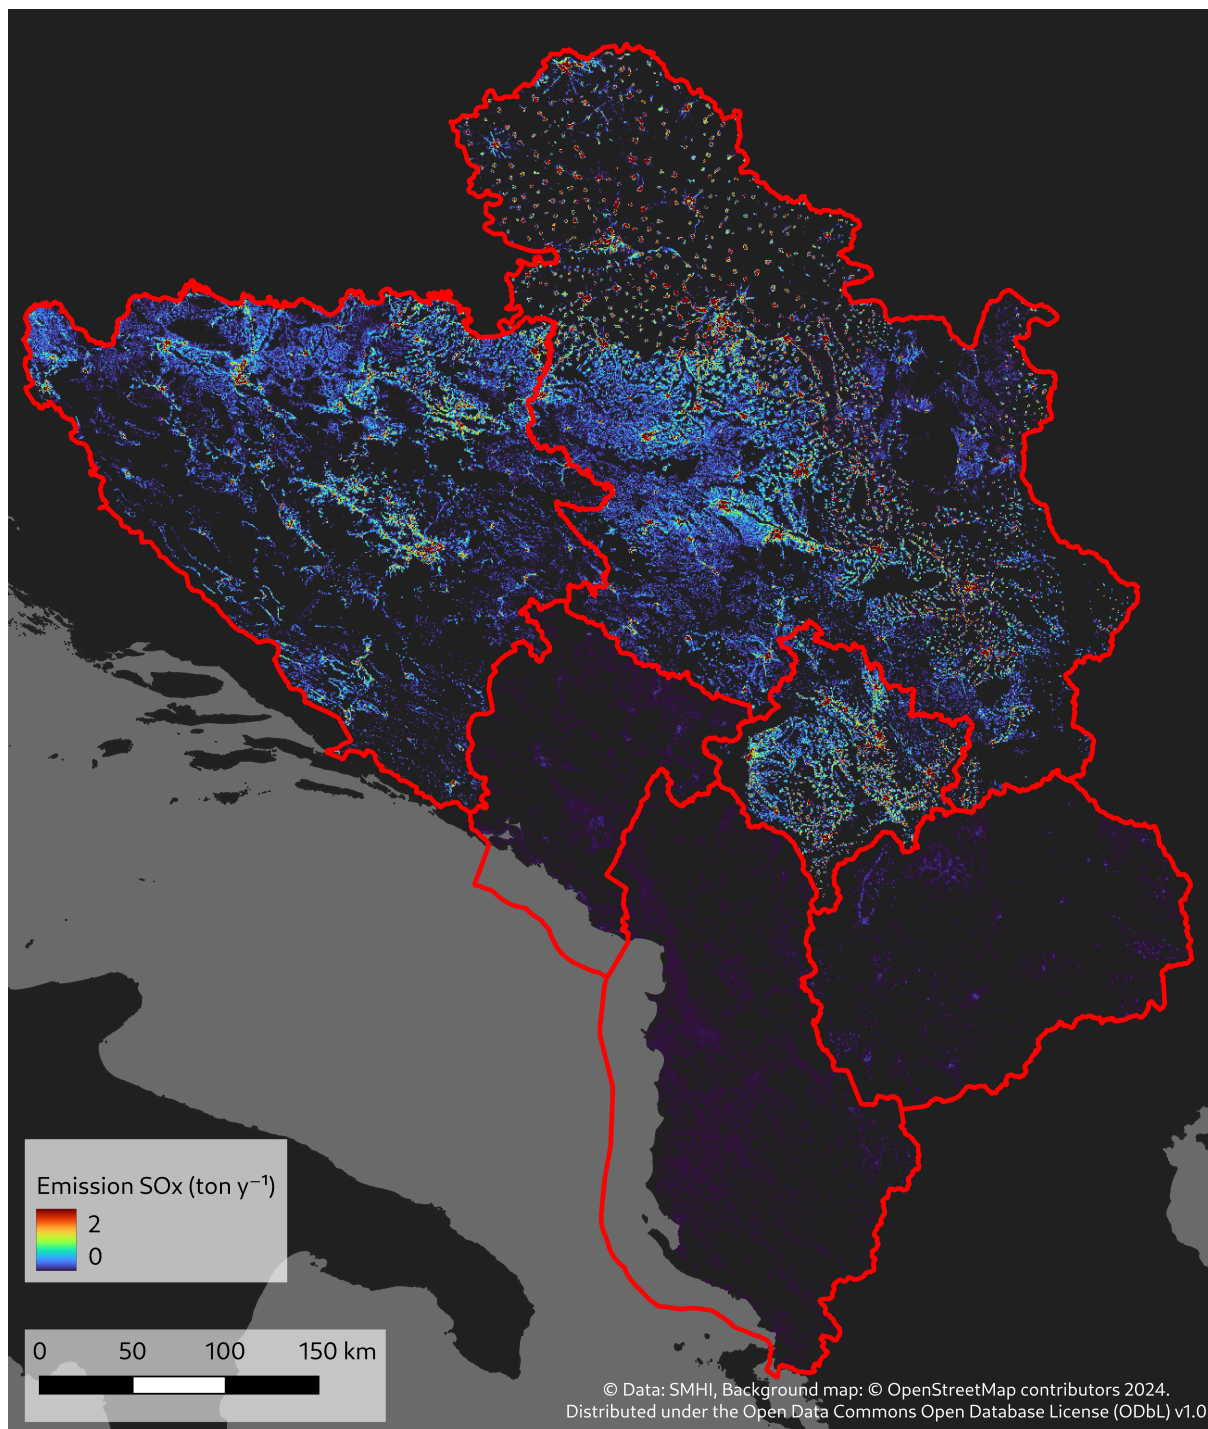 Emission SOx (ton y⁻¹)
2
0
0 50 100 150 km
© Data: SMHI, Background map: © OpenStreetMap contributors 2024.
Distributed under the Open Data Commons Open Database License (ODbL) v1.0